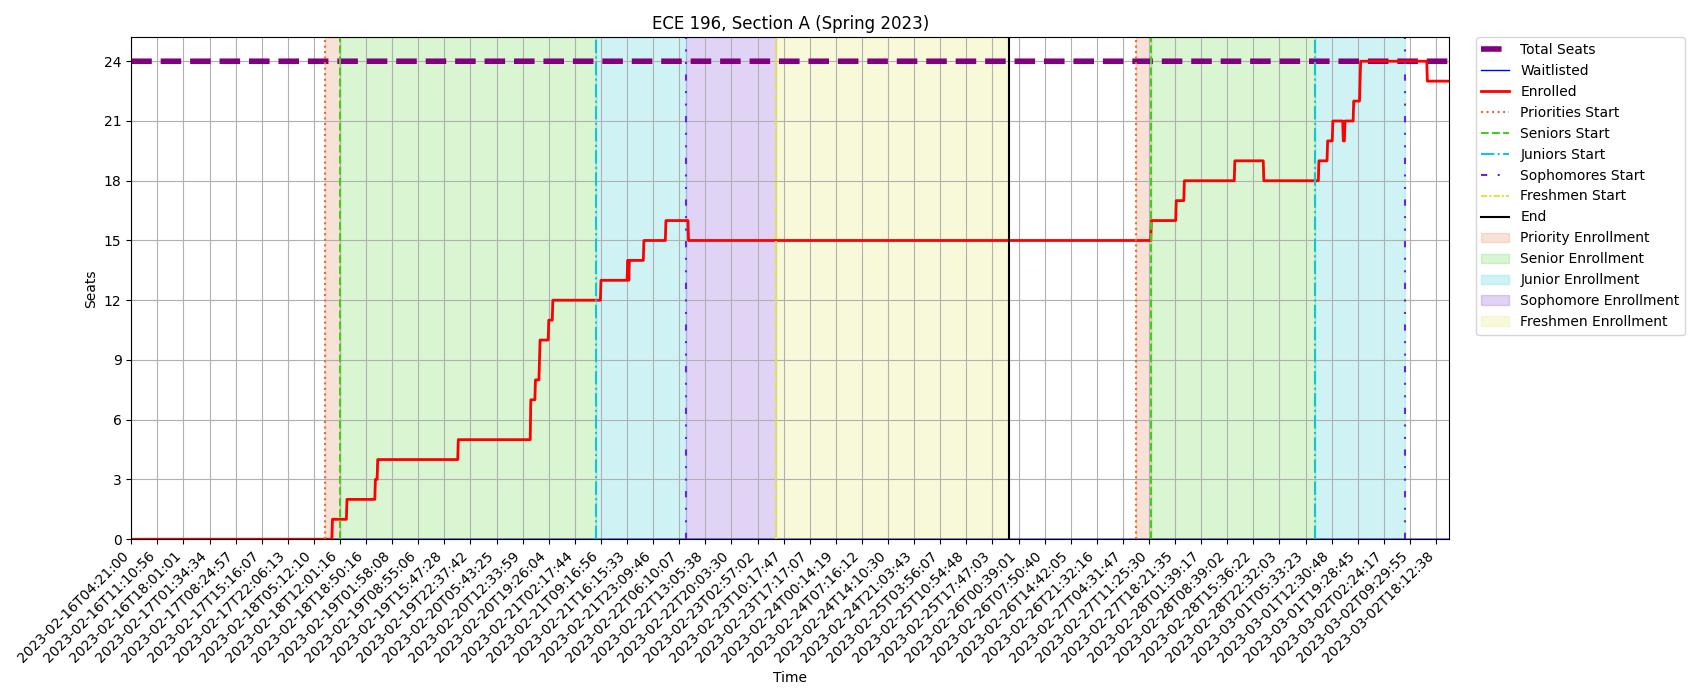 ECE 196, Section A (Spring 2023)
Seats
24
21
18
15
12
9
6
3
0
2023-02-16T04:21:00
2023-02-16T11:10:56
2023-02-16T18:01:01
2023-02-17T01:34:34
2023-02-17T08:24:57
2023-02-17T15:16:07
2023-02-17T22:06:13
2023-02-18T05:12:10
2023-02-18T12:01:16
2023-02-18T18:50:16
2023-02-19T01:58:08
2023-02-19T08:55:06
2023-02-19T15:47:28
2023-02-19T22:37:42
2023-02-20T05:43:25
2023-02-20T12:33:59
2023-02-20T19:26:04
2023-02-21T02:17:44
2023-02-21T09:16:56
2023-02-21T16:15:33
2023-02-21T23:09:46
2023-02-22T06:10:07
2023-02-22T13:05:38
2023-02-22T20:03:30
2023-02-23T02:57:02
2023-02-23T10:17:47
2023-02-23T17:17:07
2023-02-24T00:14:19
2023-02-24T07:16:12
2023-02-24T14:10:30
2023-02-24T21:03:43
2023-02-25T03:56:07
2023-02-25T10:54:48
2023-02-25T17:47:03
2023-02-26T00:39:01
2023-02-26T07:50:40
2023-02-26T14:42:05
2023-02-26T21:32:16
2023-02-27T04:31:47
2023-02-27T11:25:30
2023-02-27T18:21:35
2023-02-28T01:39:17
2023-02-28T08:39:02
2023-02-28T15:36:22
2023-02-28T22:32:03
2023-03-01T05:33:23
2023-03-01T12:30:48
2023-03-01T19:28:45
2023-03-02T02:24:17
2023-03-02T09:29:55
2023-03-02T18:12:38
Time
Total Seats
Waitlisted
Enrolled
Priorities Start
Seniors Start
Juniors Start
Sophomores Start
Freshmen Start
End
Priority Enrollment
Senior Enrollment
Junior Enrollment
Sophomore Enrollment
Freshmen Enrollment